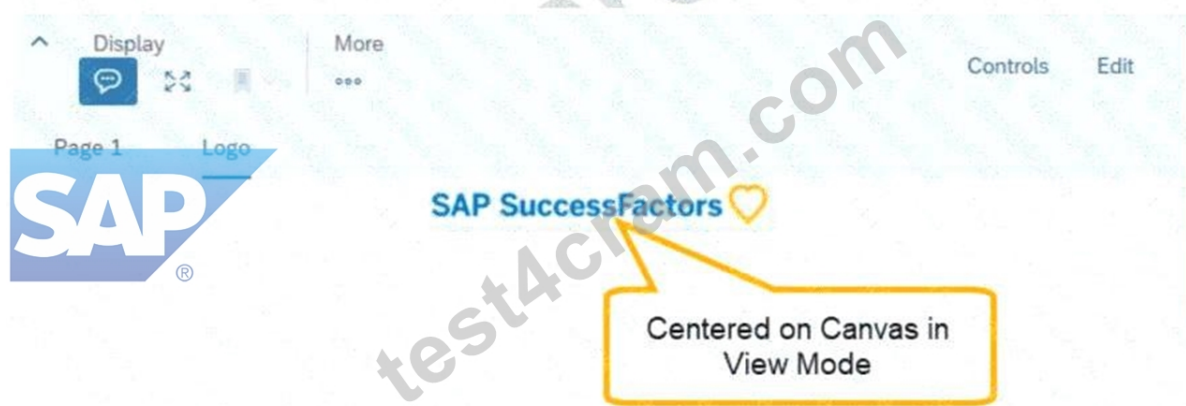 Display
More
Controls
Edit
Page 1
Logo
SAP
®
SAP SuccessFactors
Centered on Canvas in
View Mode
test4cram.com